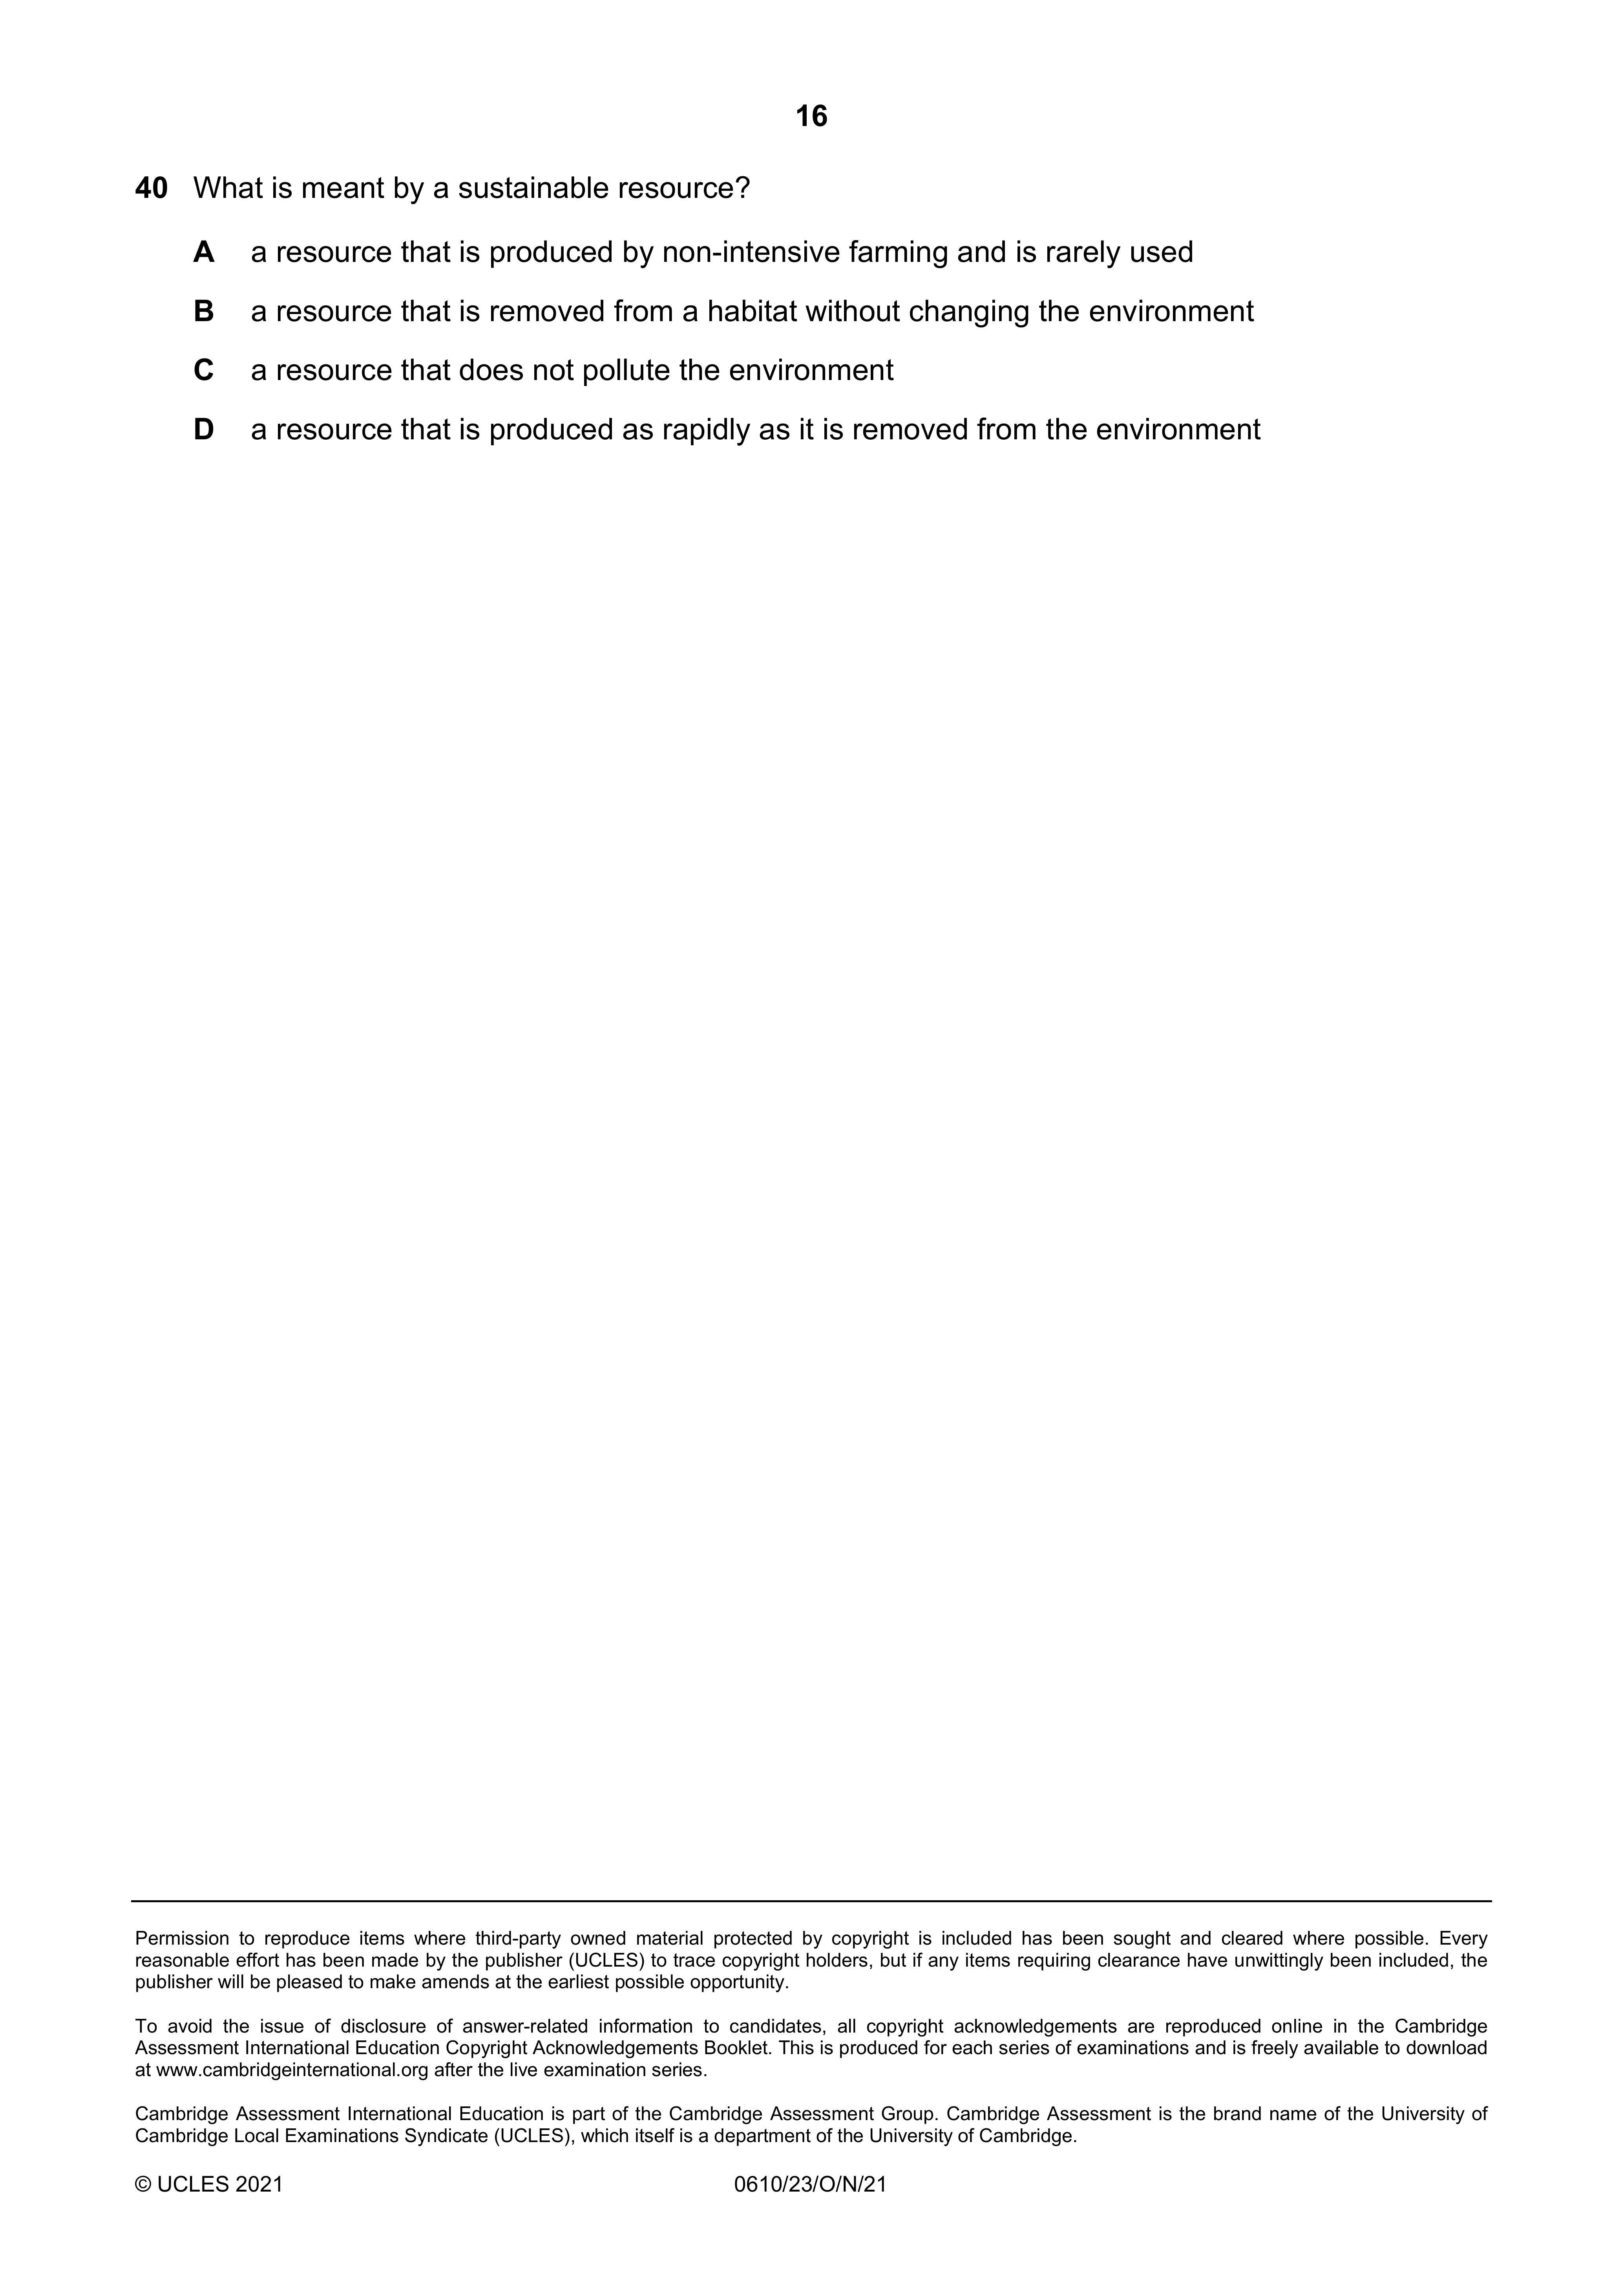 16
40 What is meant by a sustainable resource?
A a resource that is produced by non-intensive farming and is rarely used
B a resource that is removed from a habitat without changing the environment
C a resource that does not pollute the environment
D a resource that is produced as rapidly as it is removed from the environment
Permission to reproduce items where third-party owned material protected by copyright is included has been sought and cleared where possible. Every
reasonable effort has been made by the publisher (UCLES) to trace copyright holders, but if any items requiring clearance have unwittingly been included, the
publisher will be pleased to make amends at the earliest possible opportunity.
To avoid the issue of disclosure of answer-related information to candidates, all copyright acknowledgements are reproduced online in the Cambridge
Assessment International Education Copyright Acknowledgements Booklet. This is produced for each series of examinations and is freely available to download
at www.cambridgeinternational.org after the live examination series.
Cambridge Assessment International Education is part of the Cambridge Assessment Group. Cambridge Assessment is the brand name of the University of
Cambridge Local Examinations Syndicate (UCLES), which itself is a department of the University of Cambridge.
© UCLES 2021 0610/23/O/N/21